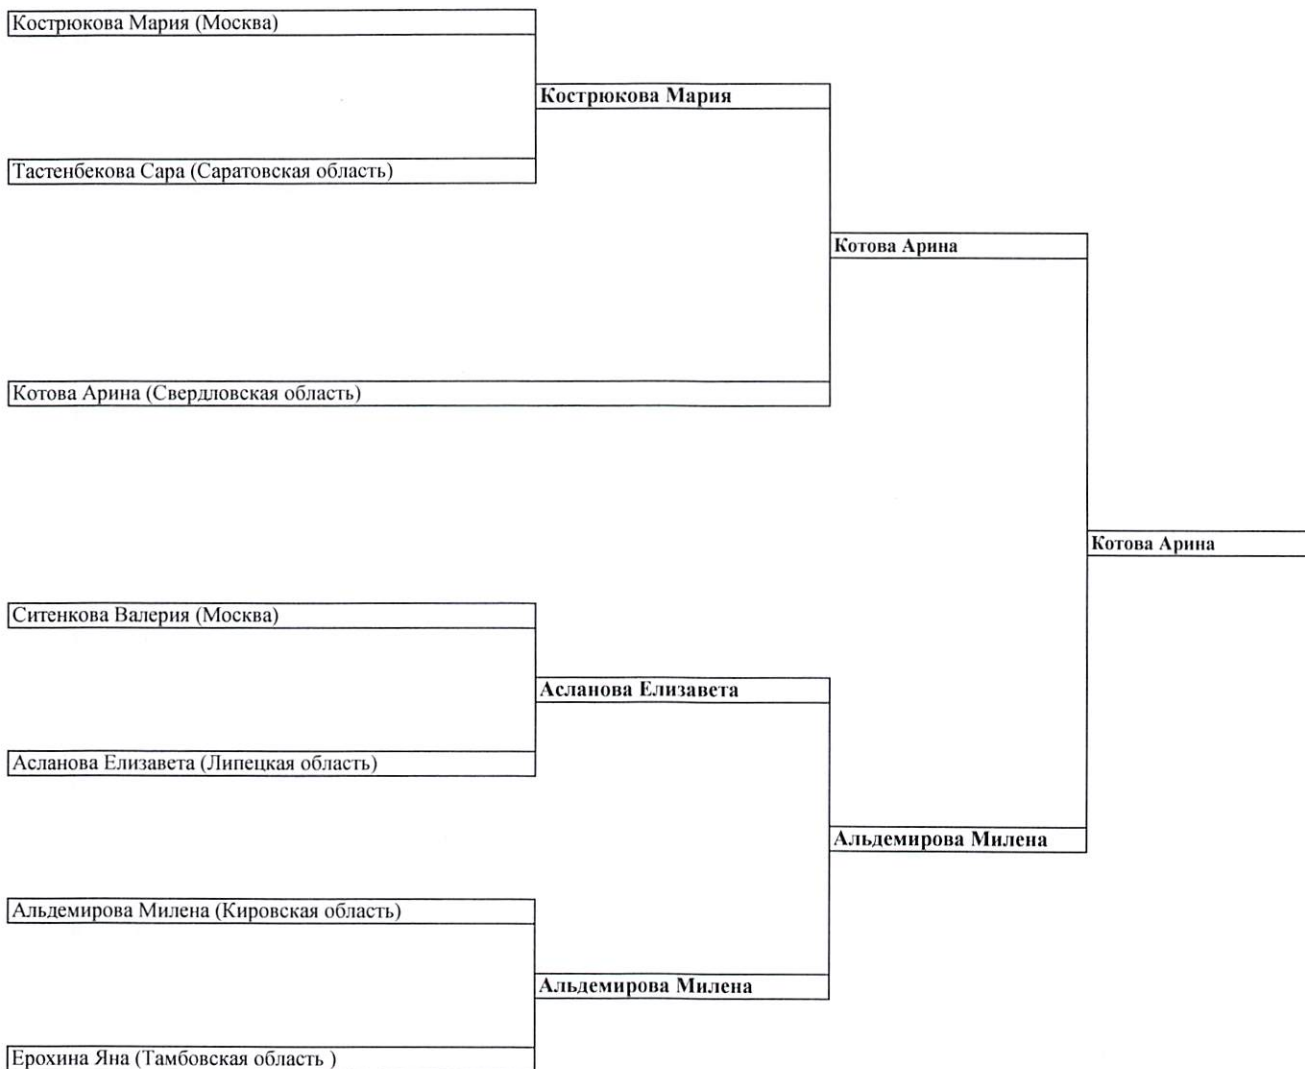 Кострюкова Мария (Москва)
Кострюкова Мария
Тастенбекова Сара (Саратовская область)
Котова Арина
Котова Арина (Свердловская область)
Котова Арина
Ситенкова Валерия (Москва)
Асланова Елизавета
Асланова Елизавета (Липецкая область)
Альдемирова Милена
Альдемирова Милена (Кировская область)
Альдемирова Милена
Ерохина Яна (Тамбовская область )